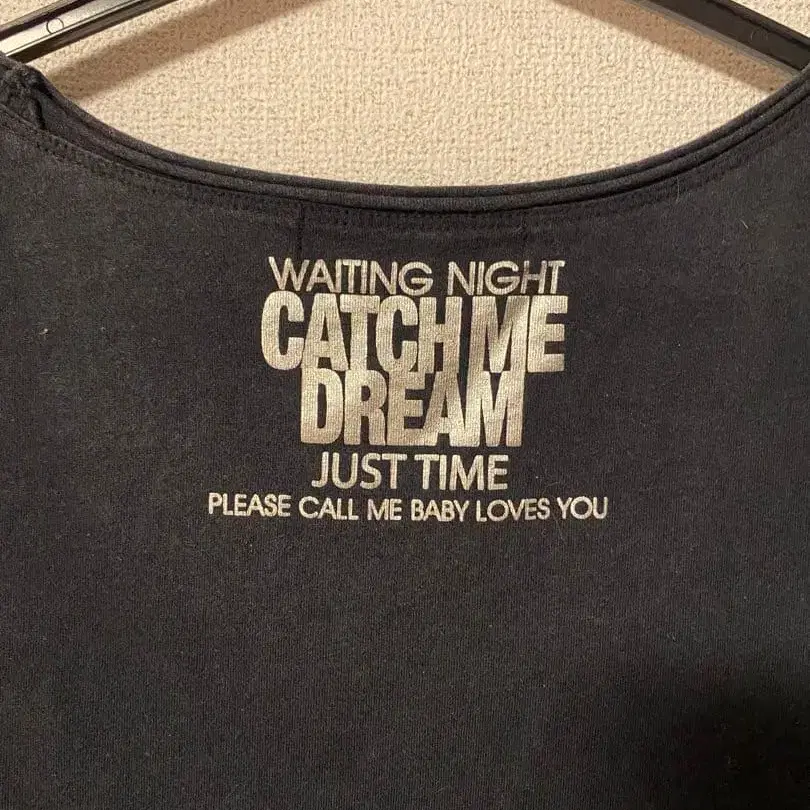 WAITING NIGHT
CATCH ME
DREAM
JUST TIME
PLEASE CALL ME BABY LOVES YOU